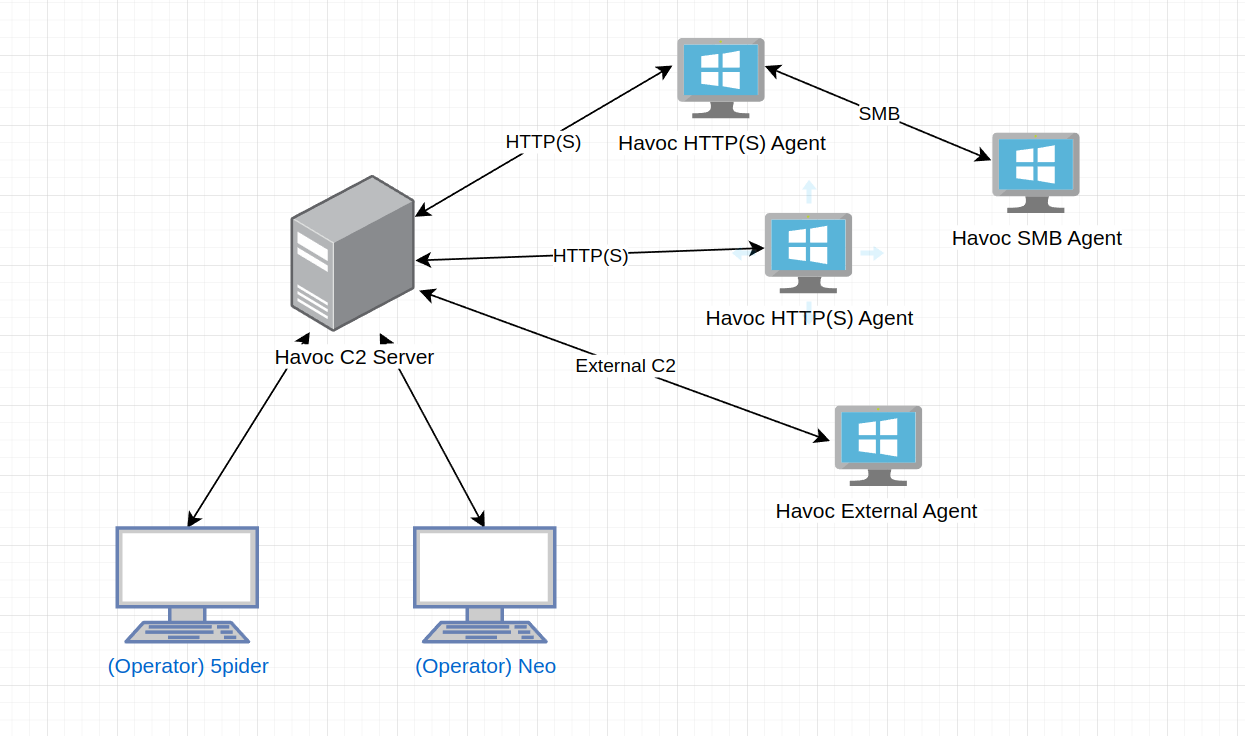 HTTP(S)
Havoc HTTP(S) Agent
SMB
Havoc SMB Agent
HTTP(S)
Havoc HTTP(S) Agent
Havoc C2 Server
External C2
Havoc External Agent
(Operator) 5pider
(Operator) Neo